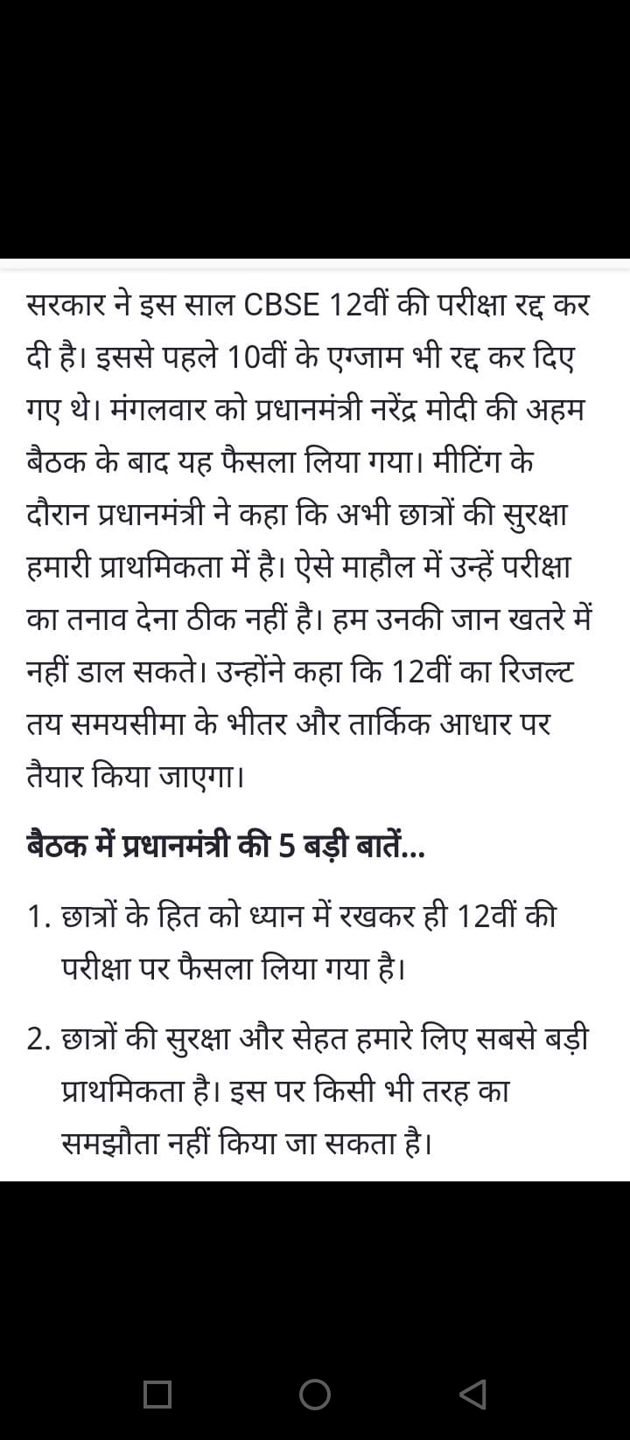 सरकार ने इस साल CBSE 12वीं की परीक्षा रद्द कर
दी है। इससे पहले 10वीं के एग्जाम भी रद्द कर दिए
गए थे। मंगलवार को प्रधानमंत्री नरेंद्र मोदी की अहम
बैठक के बाद यह फैसला लिया गया। मीटिंग के
दौरान प्रधानमंत्री ने कहा कि अभी छात्रों की सुरक्षा
हमारी प्राथमिकता में है। ऐसे माहौल में उन्हें परीक्षा
का तनाव देना ठीक नहीं है। हम उनकी जान खतरे में
नहीं डाल सकते। उन्होंने कहा कि 12वीं का रिजल्ट
तय समयसीमा के भीतर और तार्किक आधार पर
तैयार किया जाएगा।
बैठक में प्रधानमंत्री की 5 बड़ी बातें...
1. छात्रों के हित को ध्यान में रखकर ही 12वीं की
परीक्षा पर फैसला लिया गया है।
2. छात्रों की सुरक्षा और सेहत हमारे लिए सबसे बड़ी
प्राथमिकता है। इस पर किसी भी तरह का
समझौता नहीं किया जा सकता है।